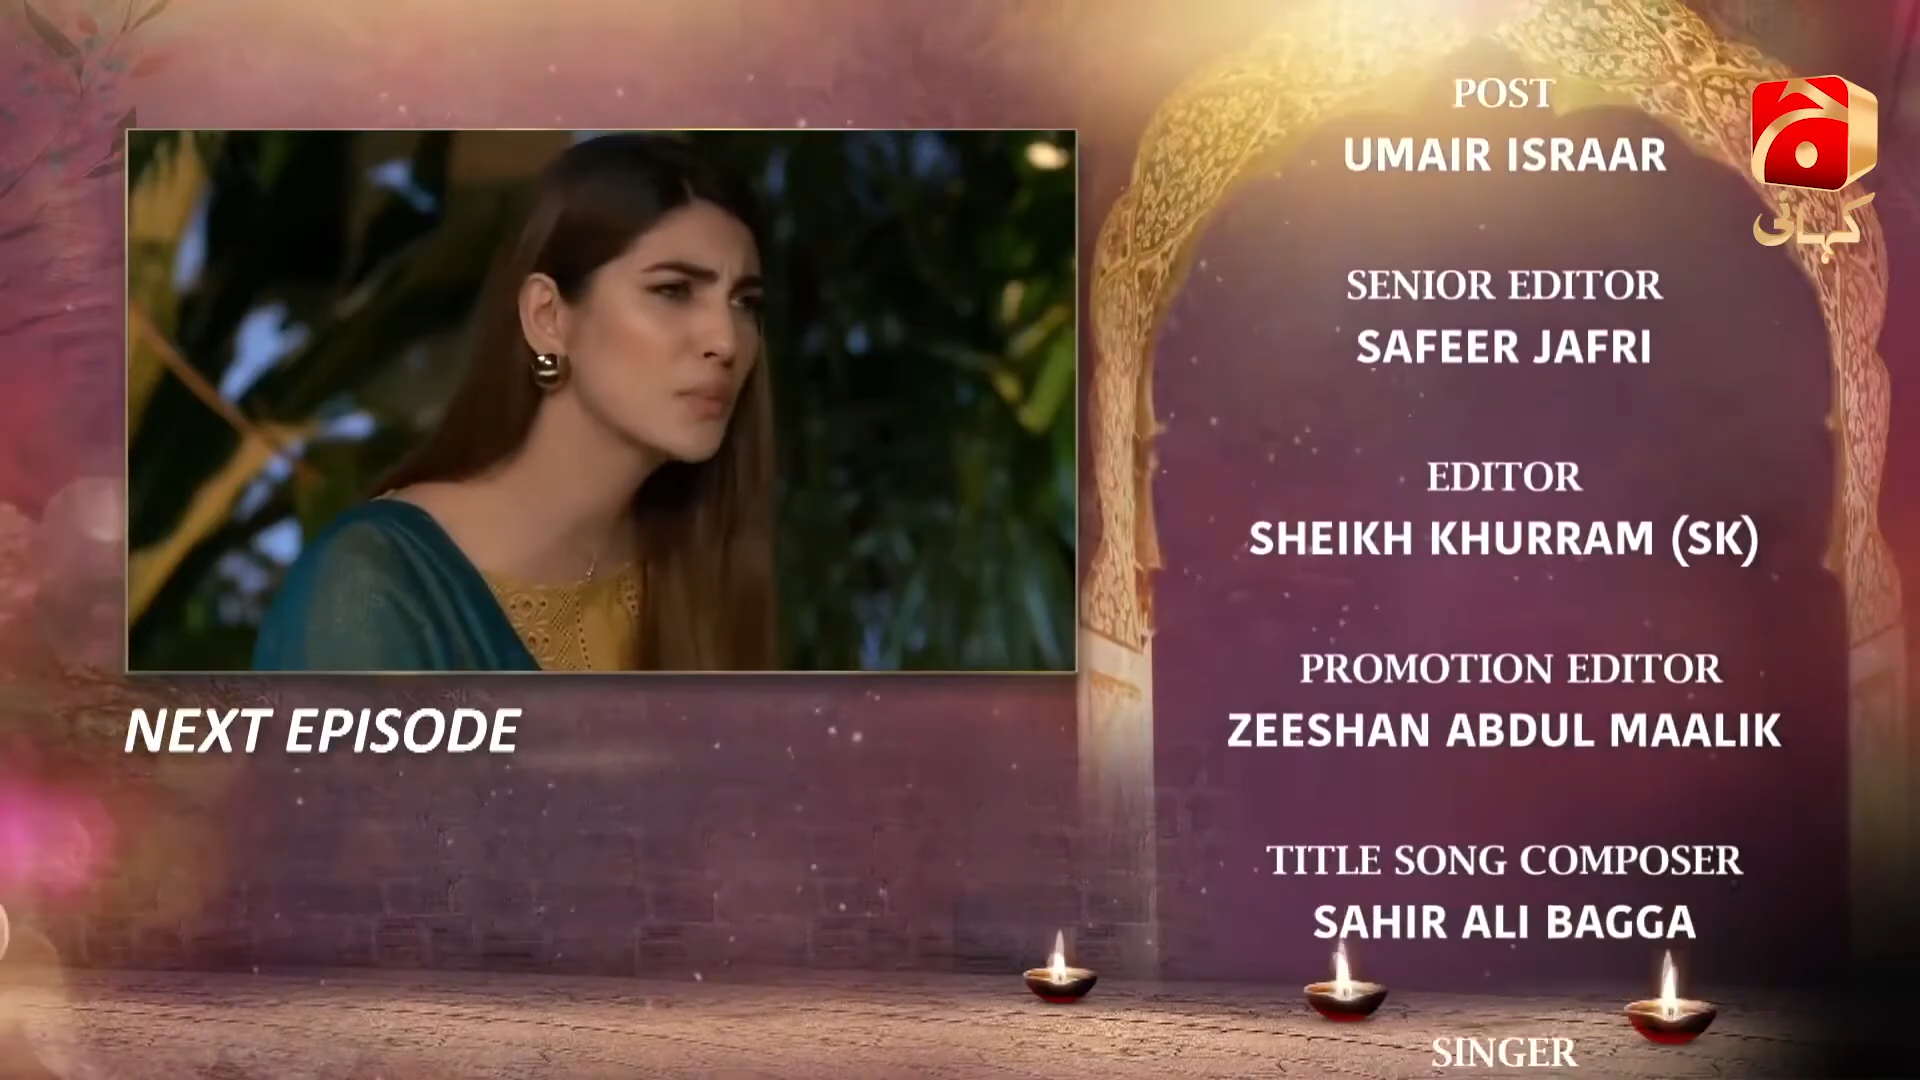 POST
UMAIR ISRAAR
کہانی
SENIOR EDITOR
SAFEER JAFRI
EDITOR
SHEIKH KHURRAM (SK)
PROMOTION EDITOR
ZEESHAN ABDUL MAALIK
NEXT EPISODE
TITLE SONG COMPOSER
SAHIR ALI BAGGA
SINGER